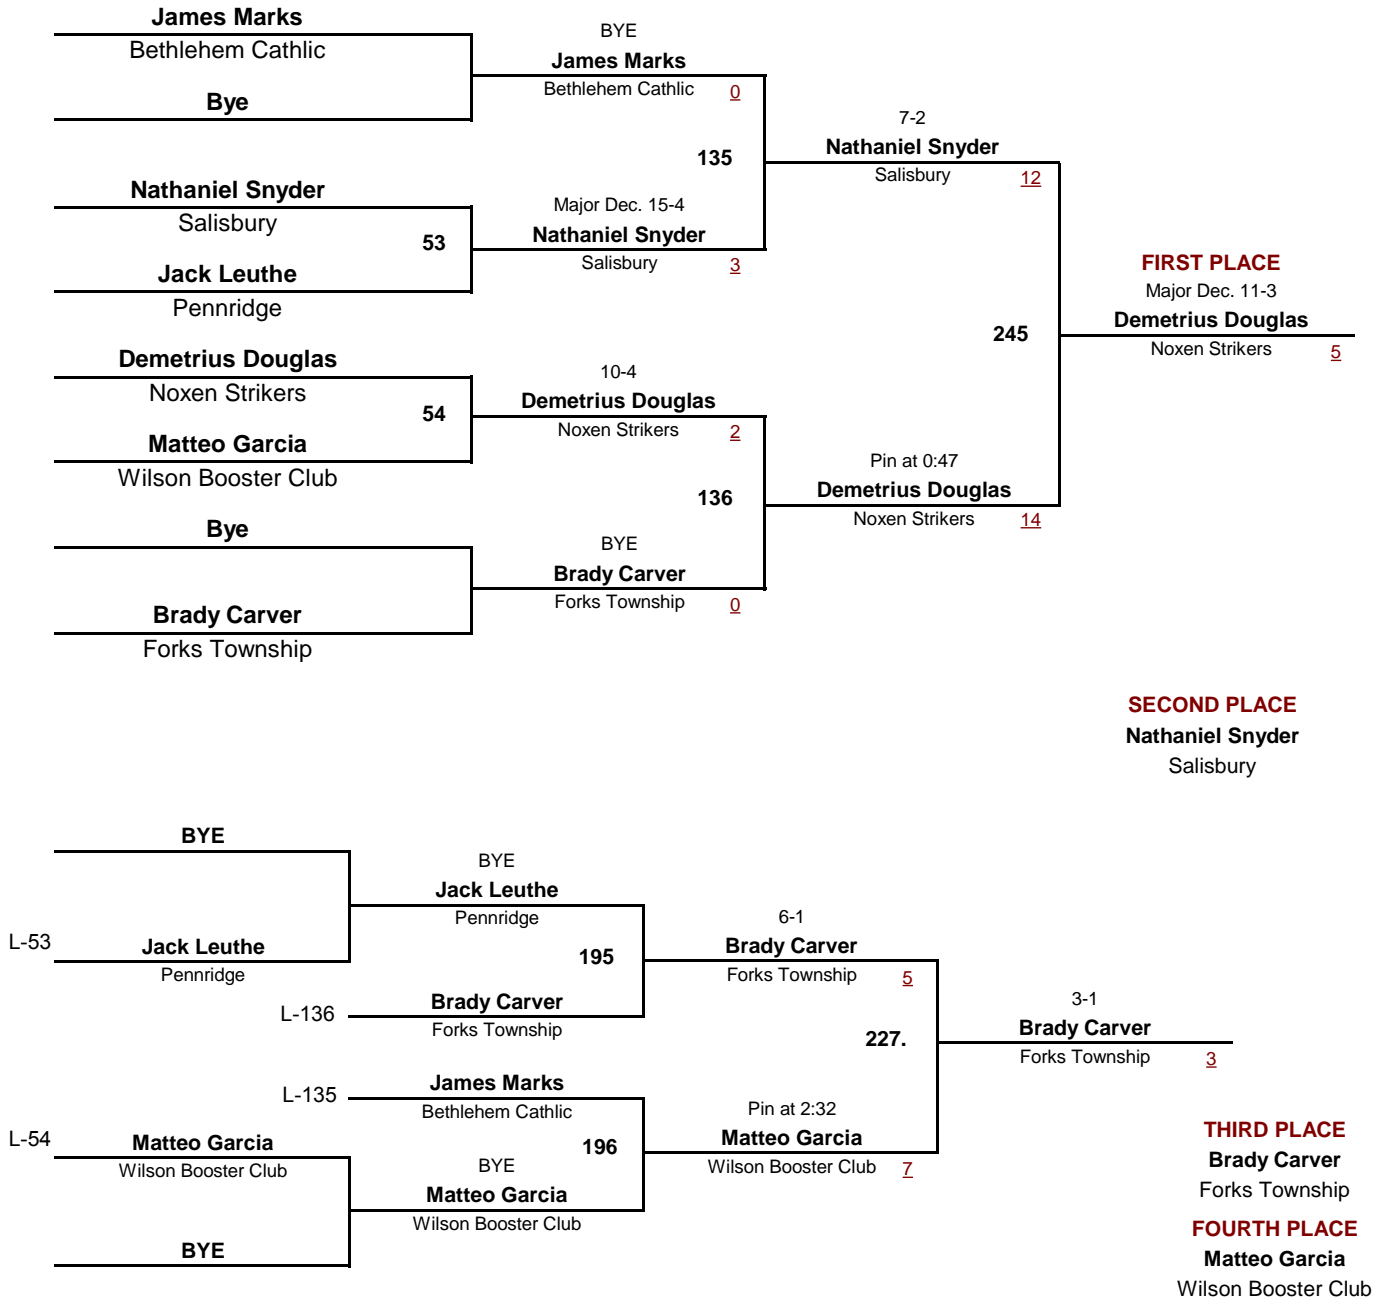 James Marks
Bethlehem Cathlic
Bye
BYE
James Marks
Bethlehem Cathlic 0
135
7-2
Nathaniel Snyder
Salisbury 12
Nathaniel Snyder
Salisbury
53
Jack Leuthe
Pennridge
Major Dec. 15-4
Nathaniel Snyder
Salisbury 3
FIRST PLACE
Major Dec. 11-3
Demetrius Douglas
Noxen Strikers 5
245
Demetrius Douglas
Noxen Strikers
54
Matteo Garcia
Wilson Booster Club
10-4
Demetrius Douglas
Noxen Strikers 2
136
Pin at 0:47
Demetrius Douglas
Noxen Strikers 14
Bye
Brady Carver
Forks Township
BYE
Brady Carver
Forks Township 0
SECOND PLACE
Nathaniel Snyder
Salisbury
BYE
L-53
Jack Leuthe
Pennridge
BYE
Jack Leuthe
Pennridge
195
L-136
Brady Carver
Forks Township
6-1
Brady Carver
Forks Township 5
227.
3-1
Brady Carver
Forks Township 3
L-135
James Marks
Bethlehem Cathlic
196
L-54
Matteo Garcia
Wilson Booster Club
BYE
BYE
Matteo Garcia
Wilson Booster Club
Pin at 2:32
Matteo Garcia
Wilson Booster Club 7
THIRD PLACE
Brady Carver
Forks Township
FOURTH PLACE
Matteo Garcia
Wilson Booster Club